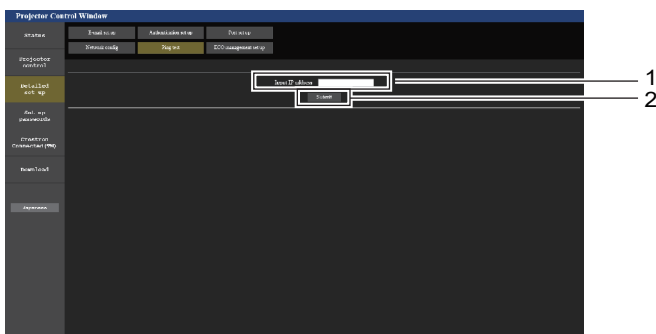 Projector Control Window
Status
E-mail set up
Authentication set up
Port set up
Network config
Ping test
ECO management set up
Projector
control
Detailed
set up
Input IP address
1
Submit
2
Set up
passwords
Crestron
Connected(TM)
Download
Japanese